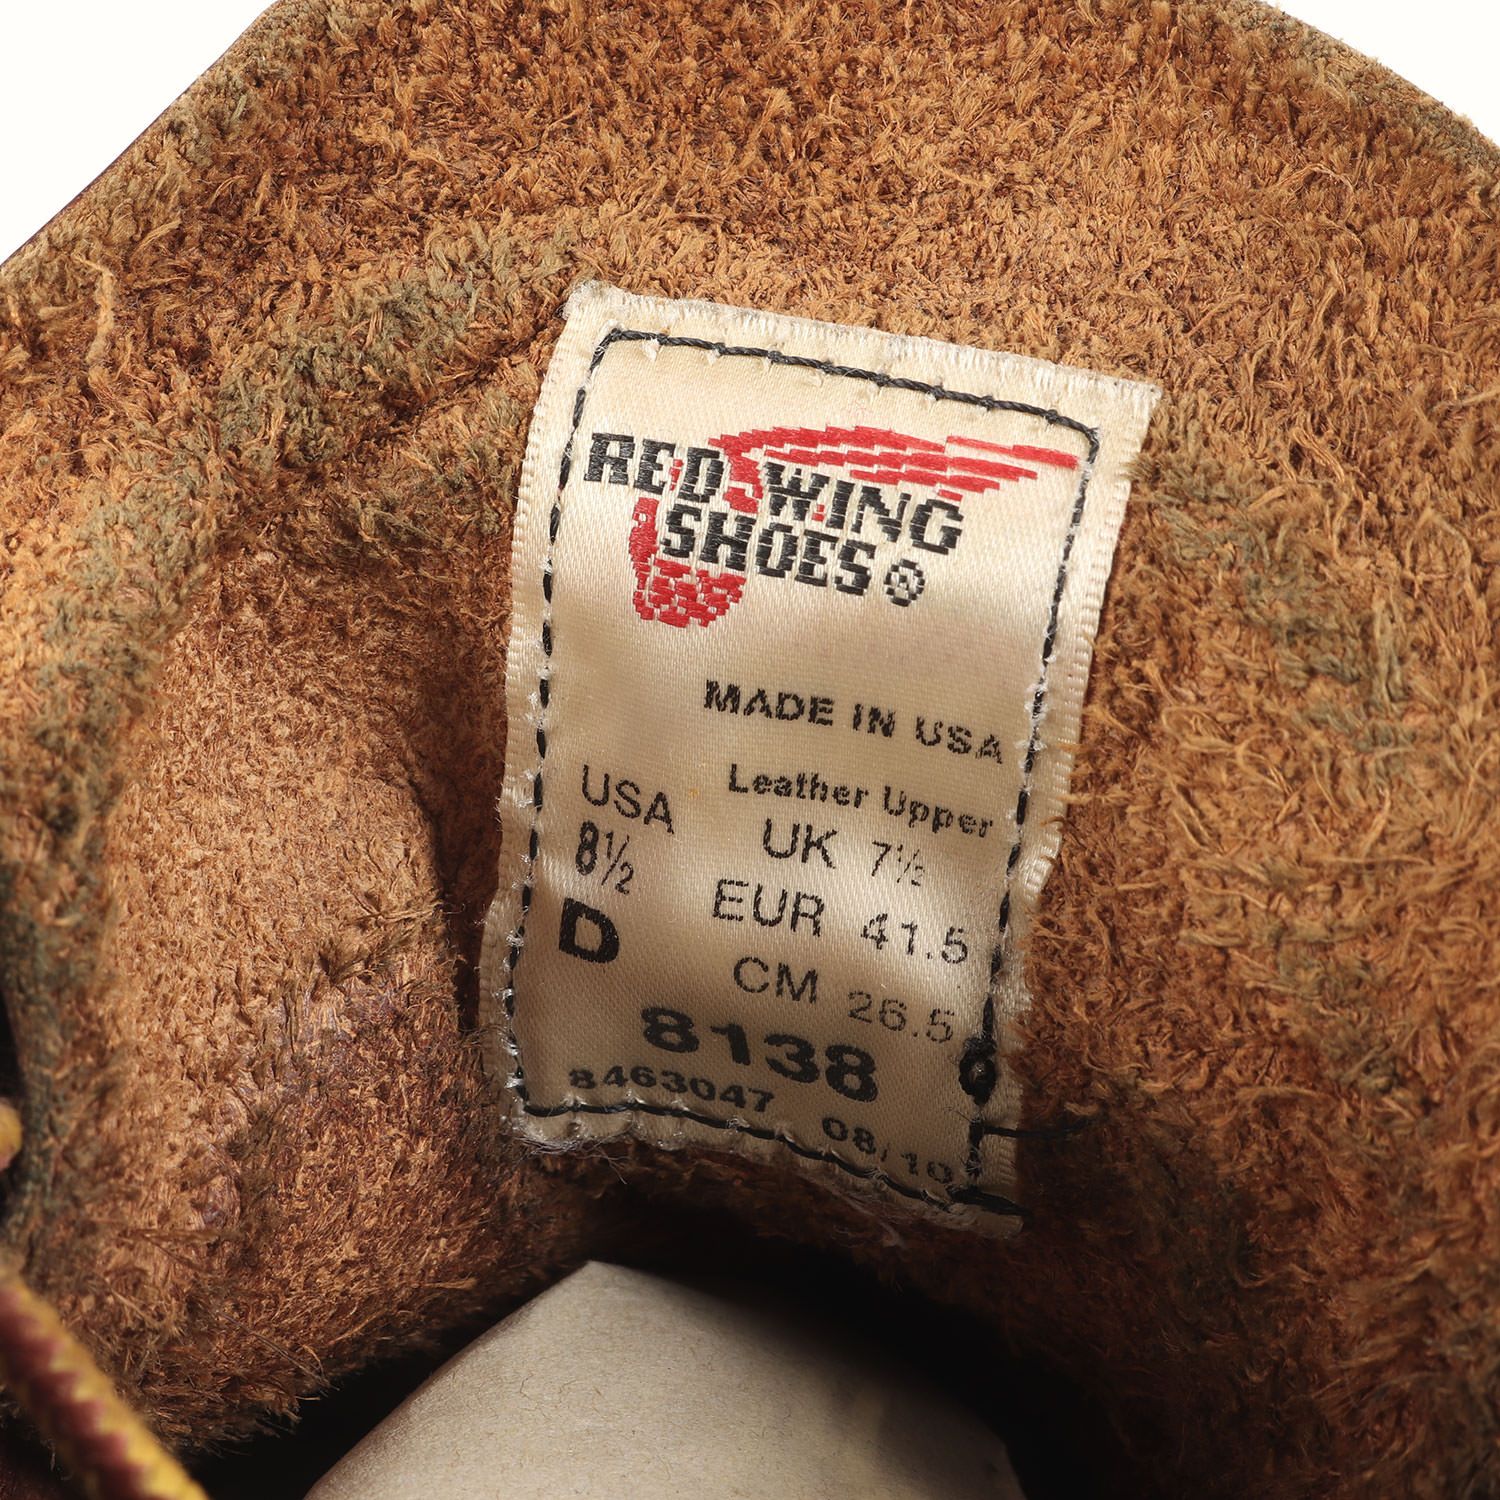 RED WING
SHOES ®
MADE IN USA
Leather Upper
USA
8½
D
UK 7½
EUR 41.5
CM 26.5
8138
8463047 08/10